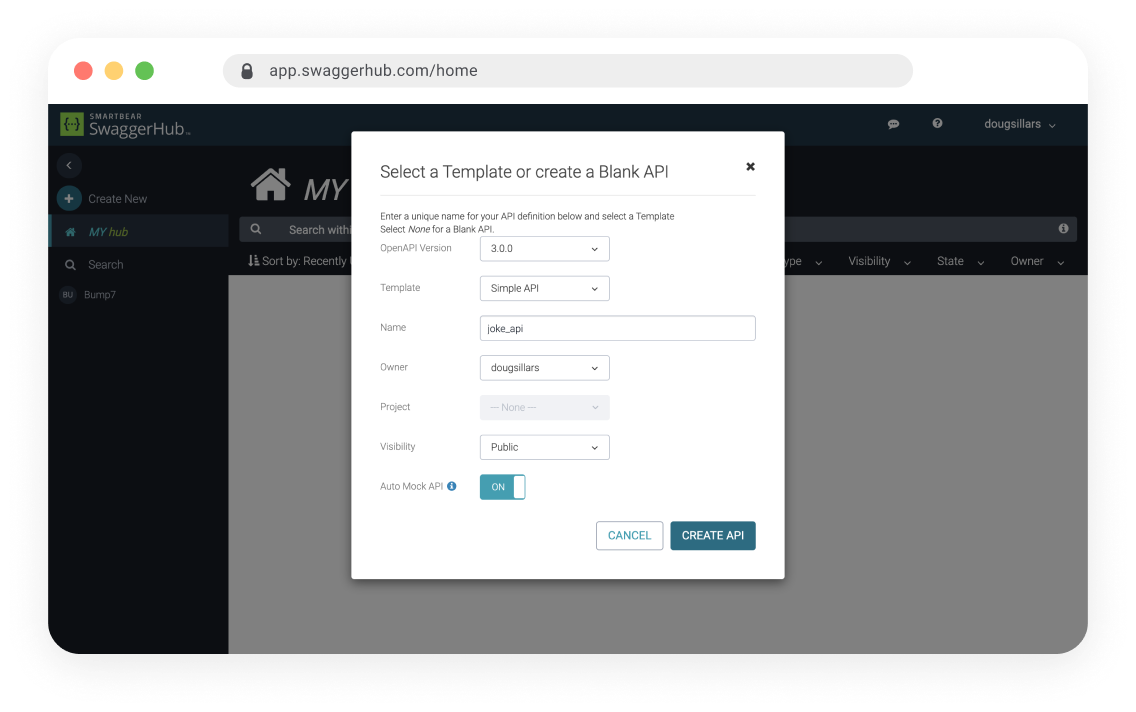 app.swaggerhub.com/home
SMARTBEAR
SwaggerHub
dougsillars
Create New
MY hub
Search
BU Bump7
MY
Search withi
Sort by: Recently
ype Visibility State Owner
Select a Template or create a Blank API
Enter a unique name for your API definition below and select a Template
Select None for a Blank API.
OpenAPI Version 3.0.0
Template Simple API
Name joke_api
Owner dougsillars
Project — None —
Visibility Public
Auto Mock API ON
CANCEL CREATE API